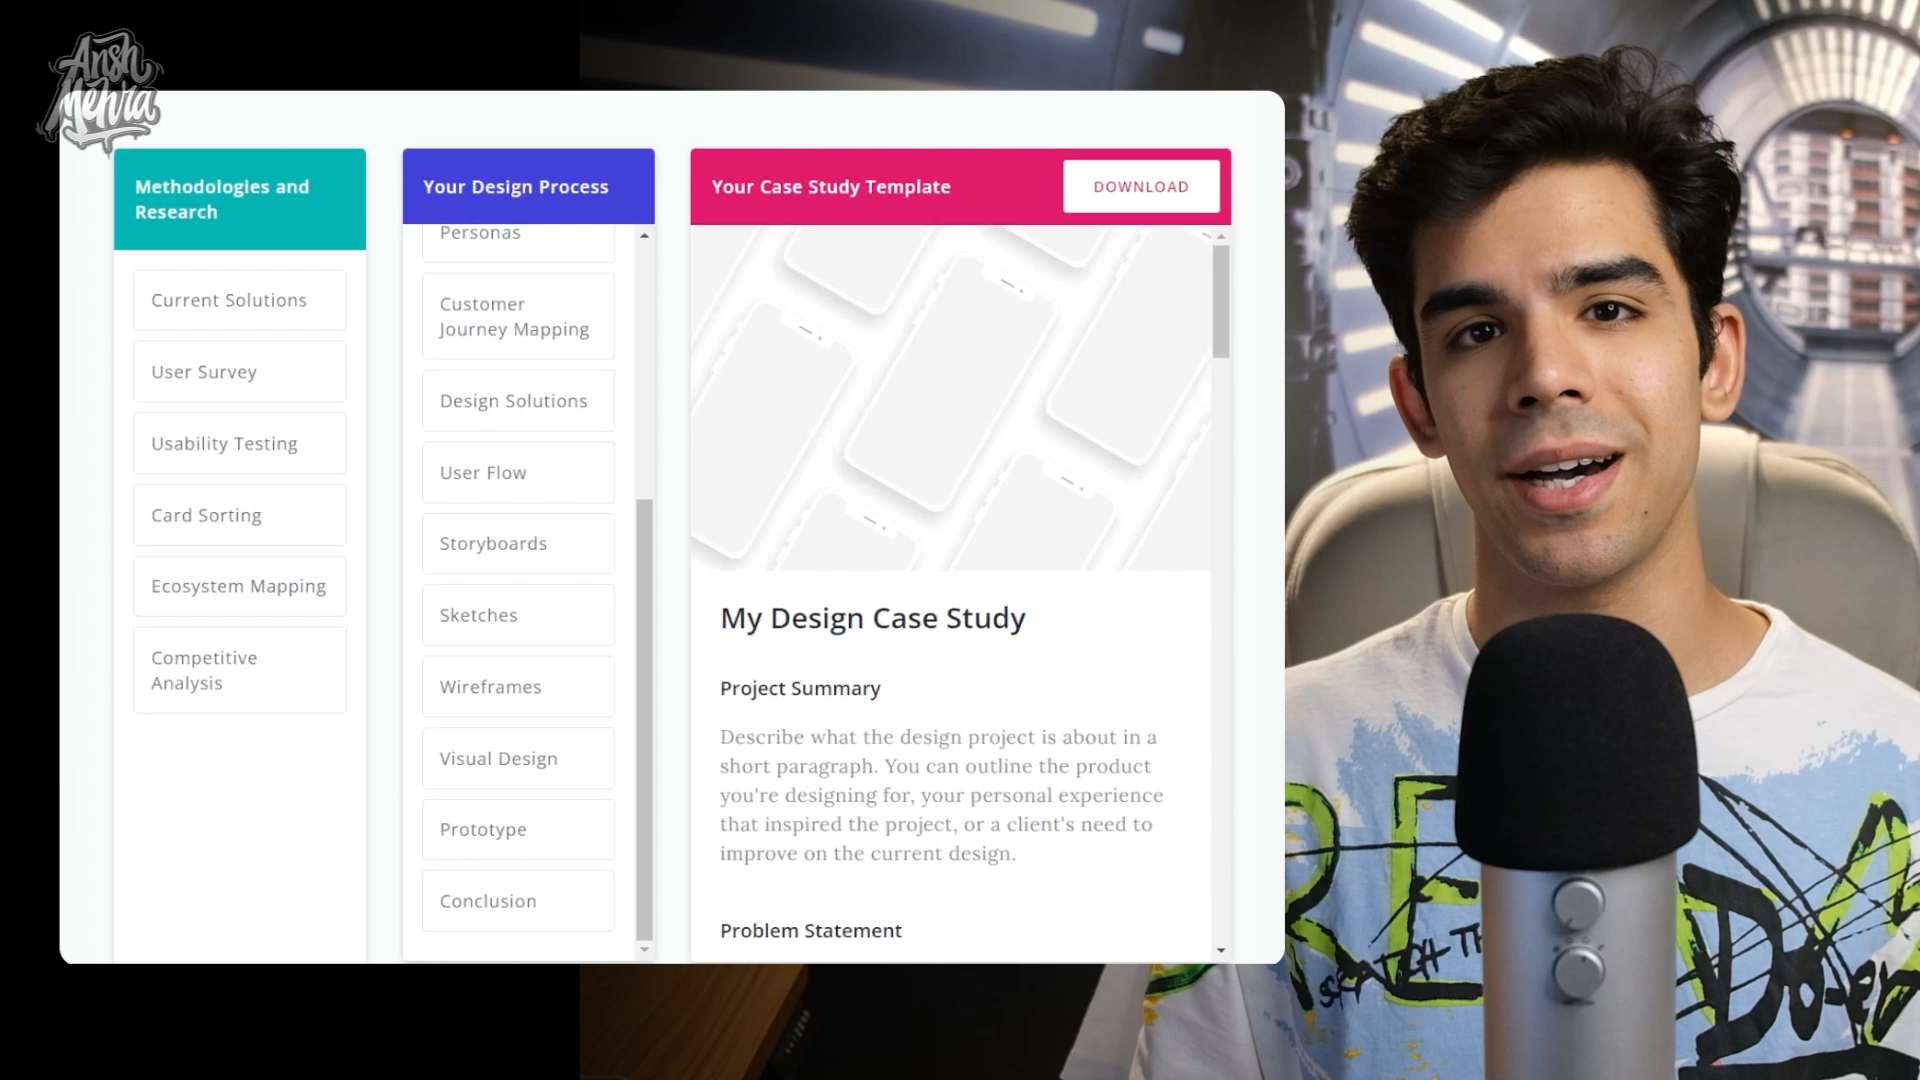 Ansh
Mehra
Methodologies and
Research
Current Solutions
User Survey
Usability Testing
Card Sorting
Ecosystem Mapping
Competitive
Analysis
Your Design Process
Personas
Customer
Journey Mapping
Design Solutions
User Flow
Storyboards
Sketches
Wireframes
Visual Design
Prototype
Conclusion
Your Case Study Template
DOWNLOAD
My Design Case Study
Project Summary
Describe what the design project is about in a
short paragraph. You can outline the product
you're designing for, your personal experience
that inspired the project, or a client's need to
improve on the current design.
Problem Statement